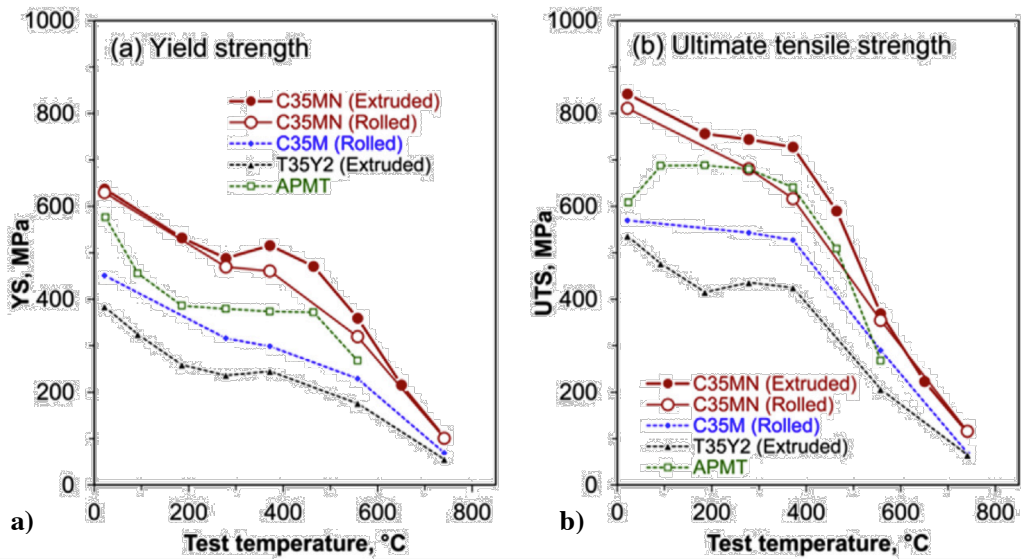 1000
(a) Yield strength
800
C35MN (Extruded)
C35MN (Rolled)
C35M (Rolled)
T35Y2 (Extruded)
APMT
600
YS, MPa
400
200
0
0 200 400 600 800
Test temperature, °C
a)
1000
(b) Ultimate tensile strength
800
600
UTS, MPa
400
C35MN (Extruded)
C35MN (Rolled)
C35M (Rolled)
T35Y2 (Extruded)
APMT
200
0
0 200 400 600 800
Test temperature, °C
b)